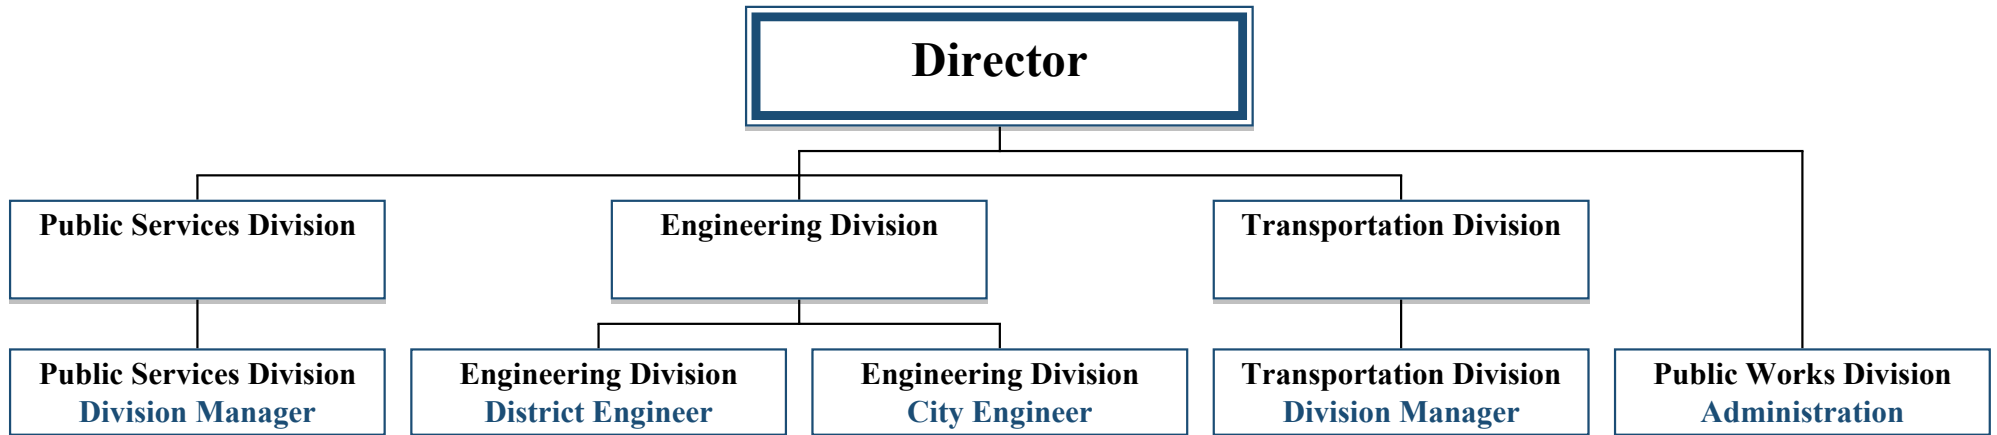 Director
Public Services Division
Engineering Division
Transportation Division
Public Services Division
Division Manager
Engineering Division
District Engineer
Engineering Division
City Engineer
Transportation Division
Division Manager
Public Works Division
Administration